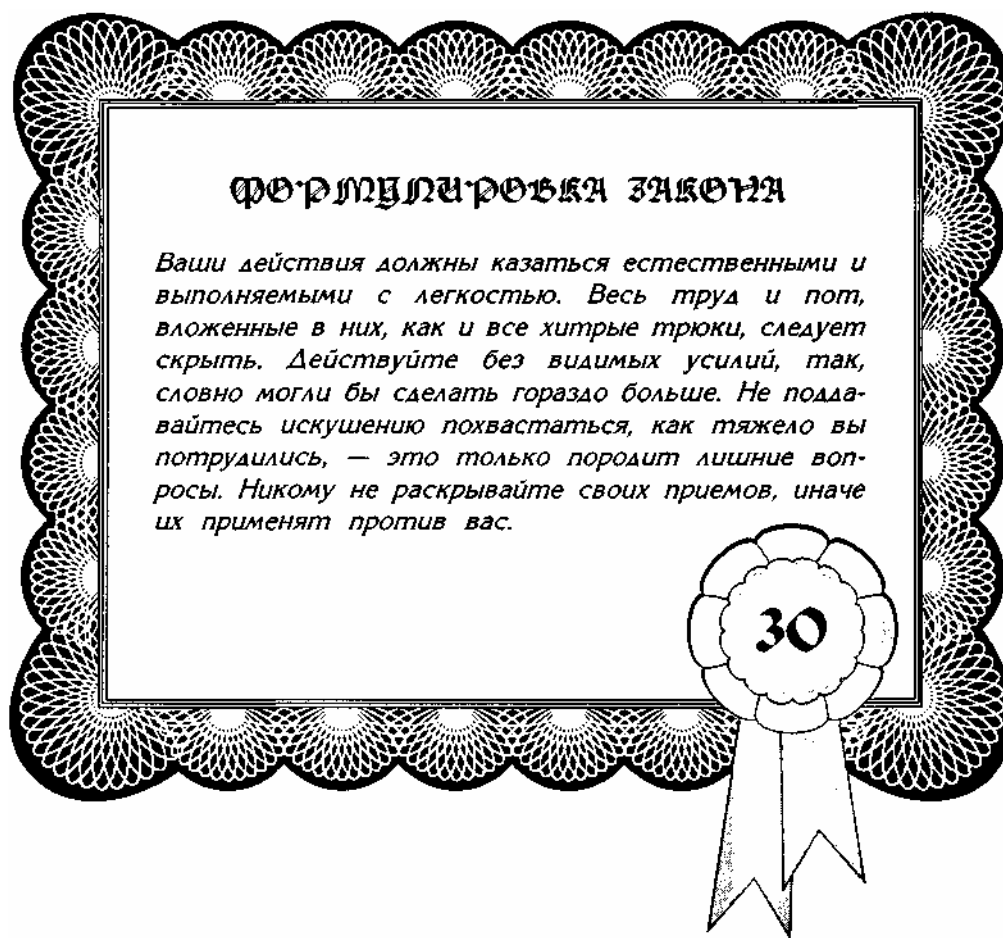 ФОРМУЛИРОВКА ЗАКОНА
Ваши действия должны казаться естественными и
выполняемыми с легкостью. Весь труд и пот,
вложенные в них, как и все хитрые трюки, следует
скрыть. Действуйте без видимых усилий, так,
словно могли бы сделать гораздо больше. Не подда-
вайтесь искушению похвастаться, как тяжело вы
потрудились, — это только породит лишние воп-
росы. Никому не раскрывайте своих приемов, иначе
их применят против вас.
30